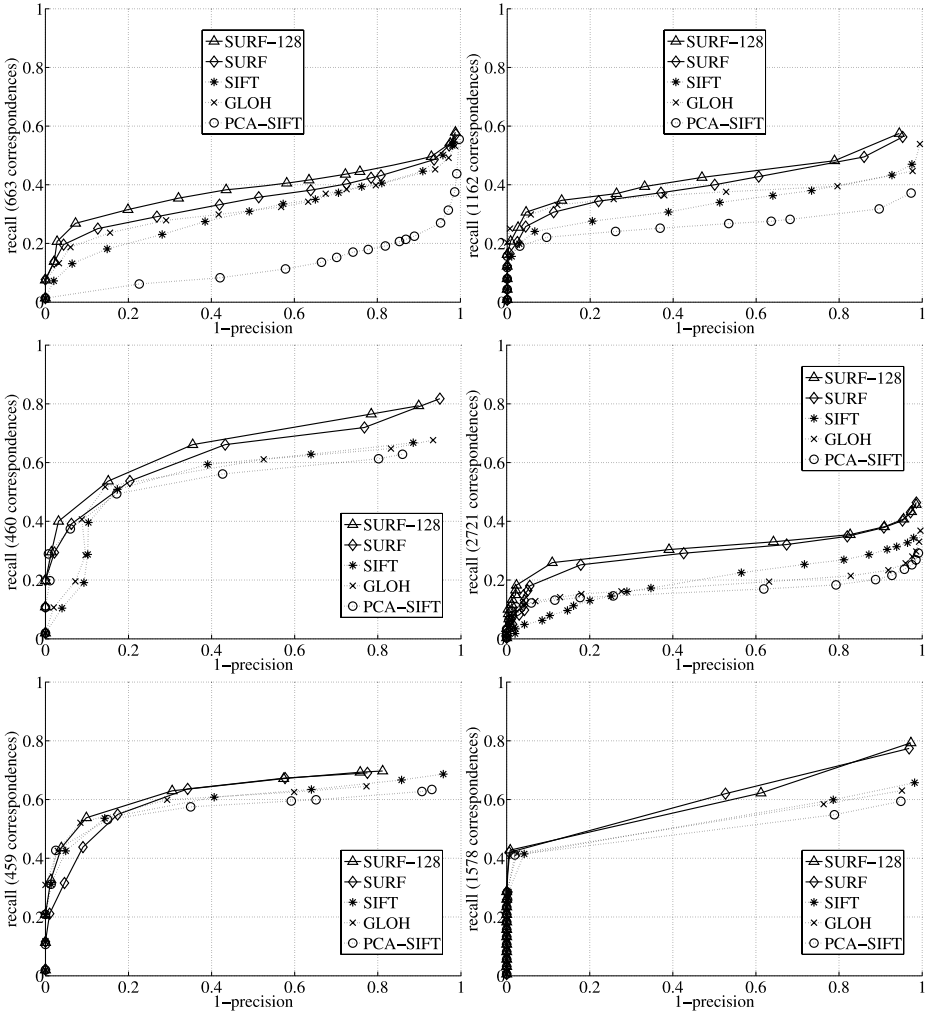 1
0.8
0.6
0.4
0.2
0
0 0.2 0.4 0.6 0.8 1
1−precision
recall (663 correspondences)
SURF−128
SURF
SIFT
GLOH
PCA−SIFT
1
0.8
0.6
0.4
0.2
0
0 0.2 0.4 0.6 0.8 1
1−precision
recall (1162 correspondences)
SURF−128
SURF
SIFT
GLOH
PCA−SIFT
1
0.8
0.6
0.4
0.2
0
0 0.2 0.4 0.6 0.8 1
1−precision
recall (460 correspondences)
SURF−128
SURF
SIFT
GLOH
PCA−SIFT
1
0.8
0.6
0.4
0.2
0
0 0.2 0.4 0.6 0.8 1
1−precision
recall (2721 correspondences)
SURF−128
SURF
SIFT
GLOH
PCA−SIFT
1
0.8
0.6
0.4
0.2
0
0 0.2 0.4 0.6 0.8 1
1−precision
recall (459 correspondences)
SURF−128
SURF
SIFT
GLOH
PCA−SIFT
1
0.8
0.6
0.4
0.2
0
0 0.2 0.4 0.6 0.8 1
1−precision
recall (1578 correspondences)
SURF−128
SURF
SIFT
GLOH
PCA−SIFT